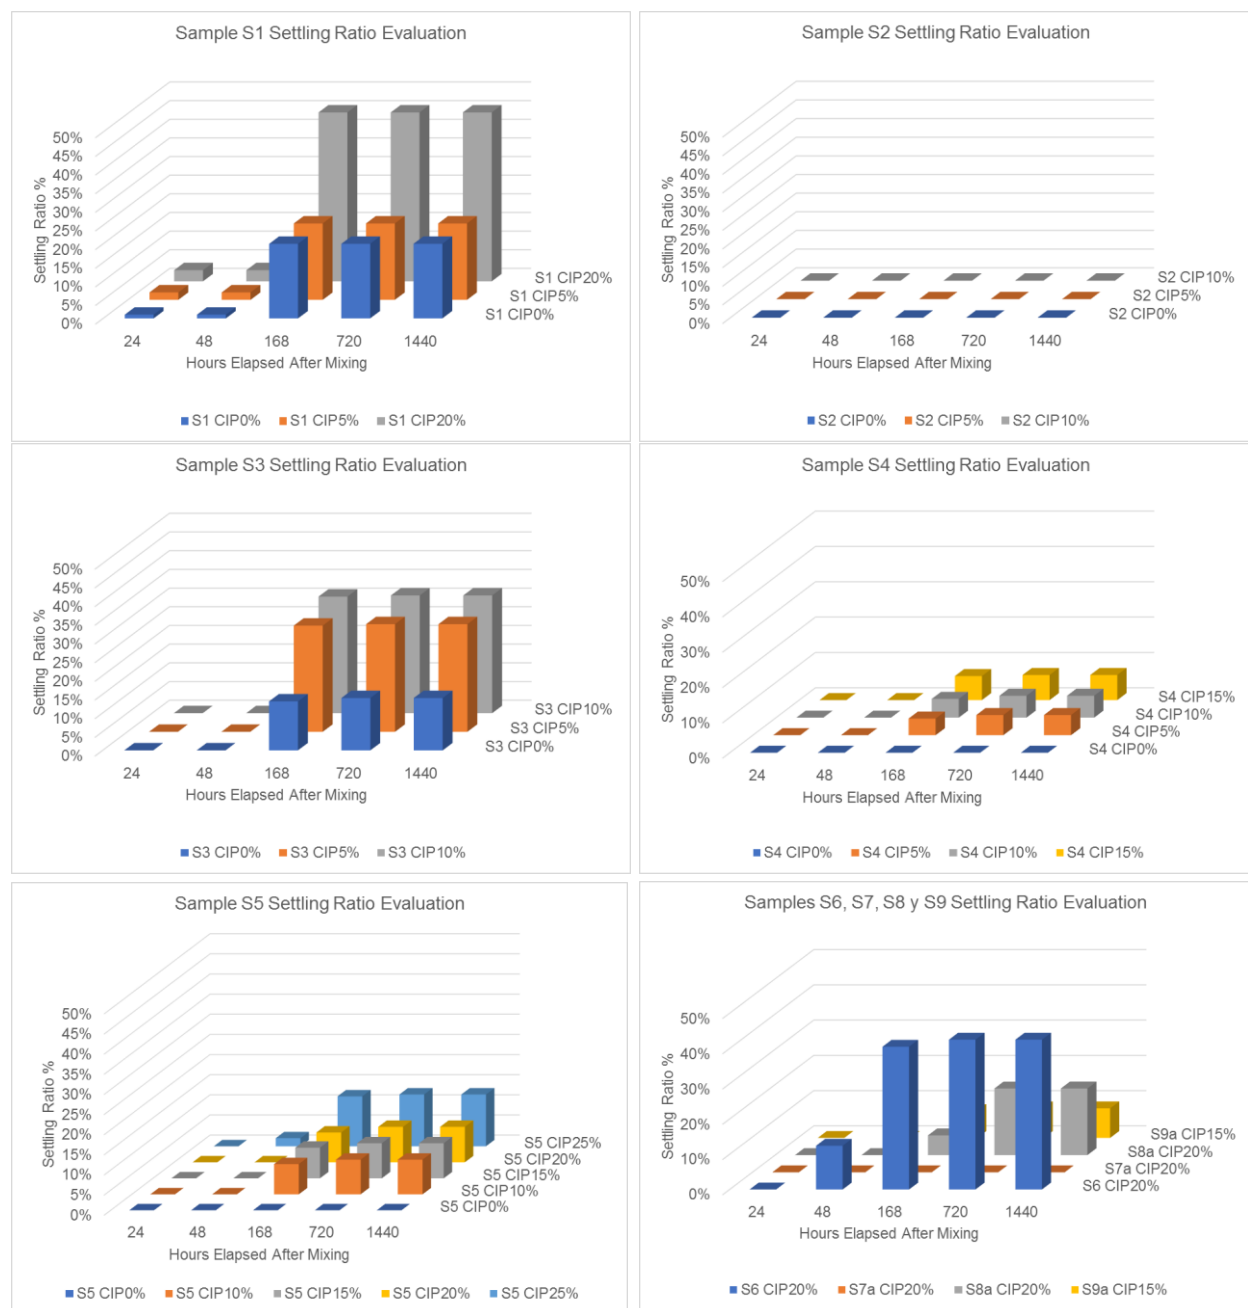 Sample S1 Settling Ratio Evaluation
50%
45%
40%
35%
30%
25%
20%
15%
10%
5%
0%
Settling Ratio %
S1 CIP20%
S1 CIP5%
S1 CIP0%
24 48 168 720 1440
Hours Elapsed After Mixing
S1 CIP0% S1 CIP5% S1 CIP20%
Sample S2 Settling Ratio Evaluation
50%
45%
40%
35%
30%
25%
20%
15%
10%
5%
0%
Settling Ratio %
S2 CIP10%
S2 CIP5%
S2 CIP0%
24 48 168 720 1440
Hours Elapsed After Mixing
S2 CIP0% S2 CIP5% S2 CIP10%
Sample S3 Settling Ratio Evaluation
50%
45%
40%
35%
30%
25%
20%
15%
10%
5%
0%
Settling Ratio %
S3 CIP10%
S3 CIP5%
S3 CIP0%
24 48 168 720 1440
Hours Elapsed After Mixing
S3 CIP0% S3 CIP5% S3 CIP10%
Sample S4 Settling Ratio Evaluation
50%
40%
30%
20%
10%
0%
Settling Ratio %
S4 CIP15%
S4 CIP10%
S4 CIP5%
S4 CIP0%
24 48 168 720 1440
Hours Elapsed After Mixing
S4 CIP0% S4 CIP5% S4 CIP10% S4 CIP15%
Sample S5 Settling Ratio Evaluation
50%
45%
40%
35%
30%
25%
20%
15%
10%
5%
0%
Settling Ratio %
S5 CIP25%
S5 CIP20%
S5 CIP15%
S5 CIP10%
S5 CIP0%
24 48 168 720 1440
Hours Elapsed After Mixing
S5 CIP0% S5 CIP10% S5 CIP15% S5 CIP20% S5 CIP25%
Samples S6, S7, S8 y S9 Settling Ratio Evaluation
50%
40%
30%
20%
10%
0%
Settling Ratio %
S9a CIP15%
S8a CIP20%
S7a CIP20%
S6 CIP20%
24 48 168 720 1440
Hours Elapsed After Mixing
S6 CIP20% S7a CIP20% S8a CIP20% S9a CIP15%